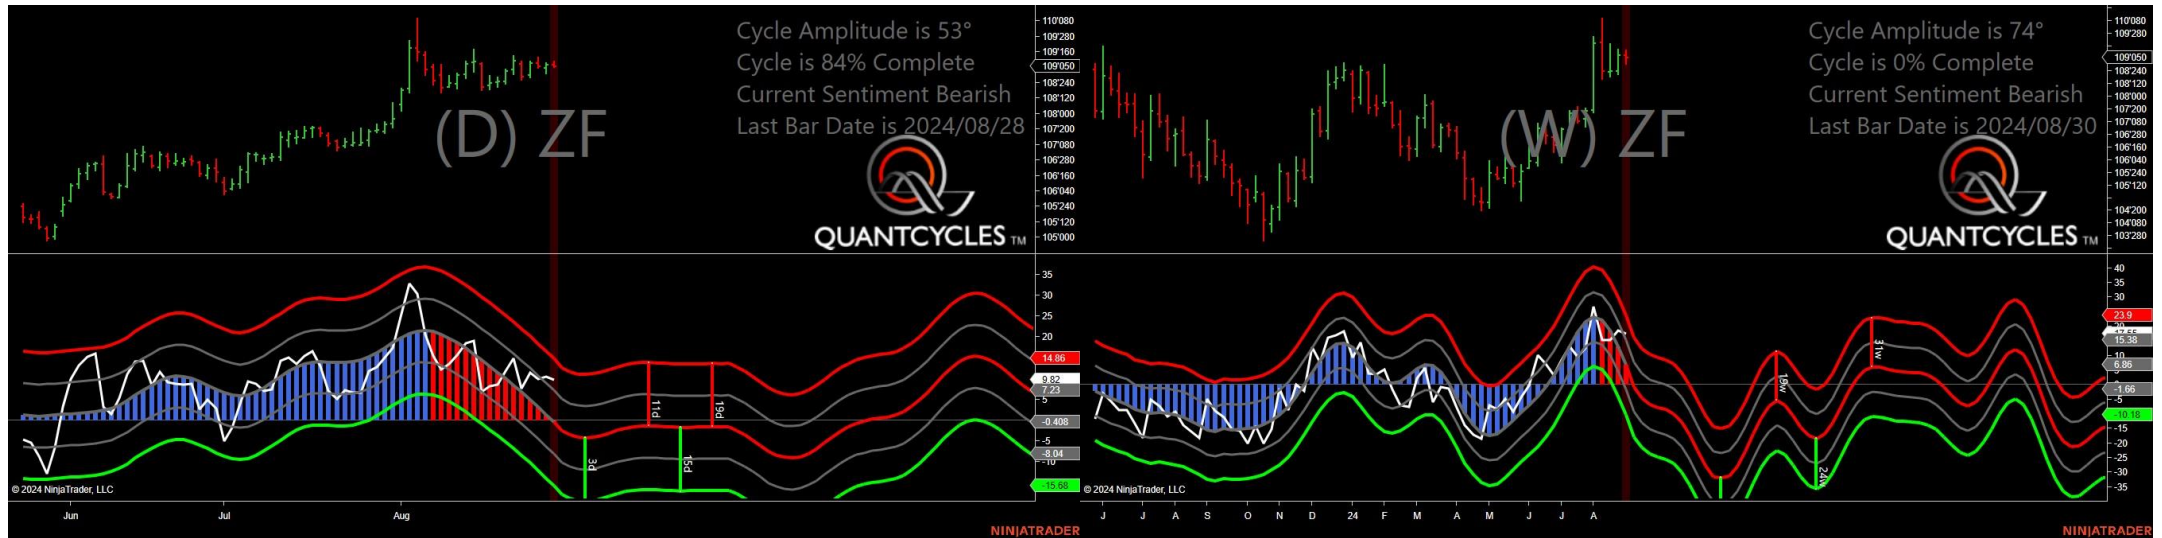 Cycle Amplitude is 53°
Cycle is 84% Complete
Current Sentiment Bearish
Last Bar Date is 2024/08/28
(D) ZF
QUANTCYCLES TM
110'080
109'280
109'160
109'050
108'240
108'120
108'000
107'200
107'080
106'280
106'160
106'040
105'240
105'120
105'000
35
30
25
20
14.86
9.82
7.23
5
-0.408
-5
-8.04
-10
-15.68
11d
19d
3d
15d
© 2024 NinjaTrader, LLC
Jun
Jul
Aug
NINJATRADER
Cycle Amplitude is 74°
Cycle is 0% Complete
Current Sentiment Bearish
Last Bar Date is 2024/08/30
(W) ZF
QUANTCYCLES TM
110'080
109'280
109'050
108'240
108'120
108'000
107'200
107'080
106'280
106'160
106'040
105'240
105'120
104'200
104'080
103'280
40
35
30
23.9
17.55
15.38
10
6.86
-1.66
-5
-10.18
-15
-20
-25
-30
-35
19w
31w
24w
© 2024 NinjaTrader, LLC
J
J
A
S
O
N
D
24
F
M
A
M
J
J
A
NINJATRADER